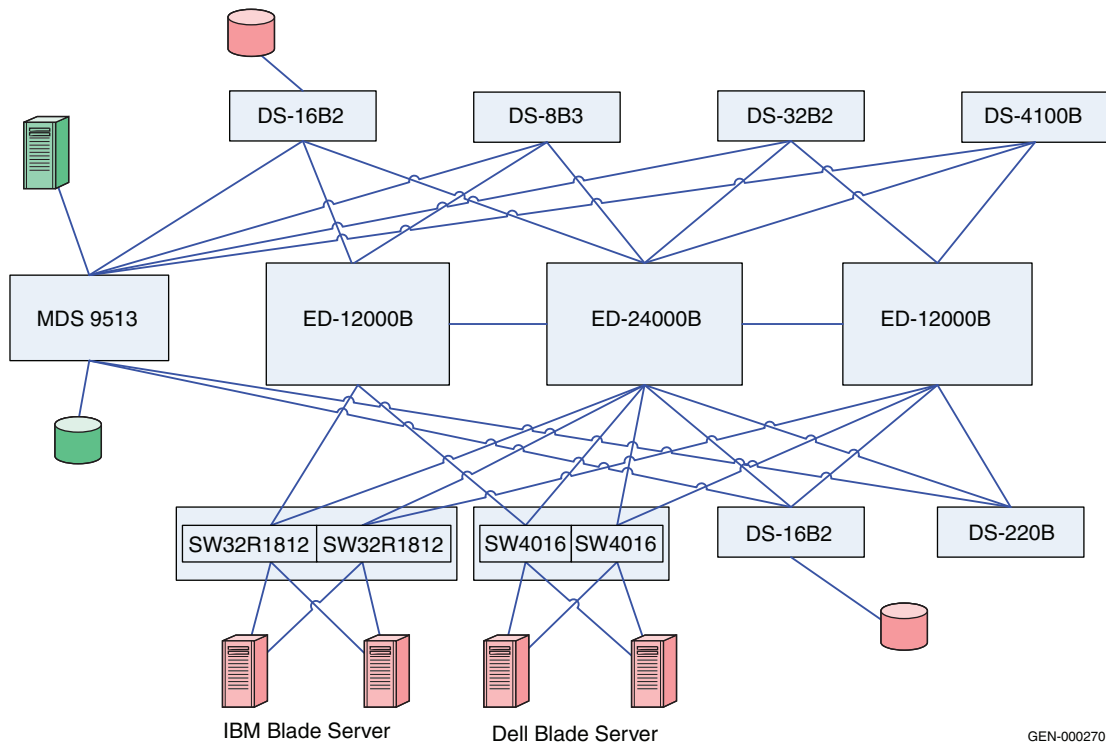 DS-16B2
DS-8B3
DS-32B2
DS-4100B
MDS 9513
ED-12000B
ED-24000B
ED-12000B
SW32R1812
SW32R1812
SW4016
SW4016
DS-16B2
DS-220B
IBM Blade Server
Dell Blade Server
GEN-000270